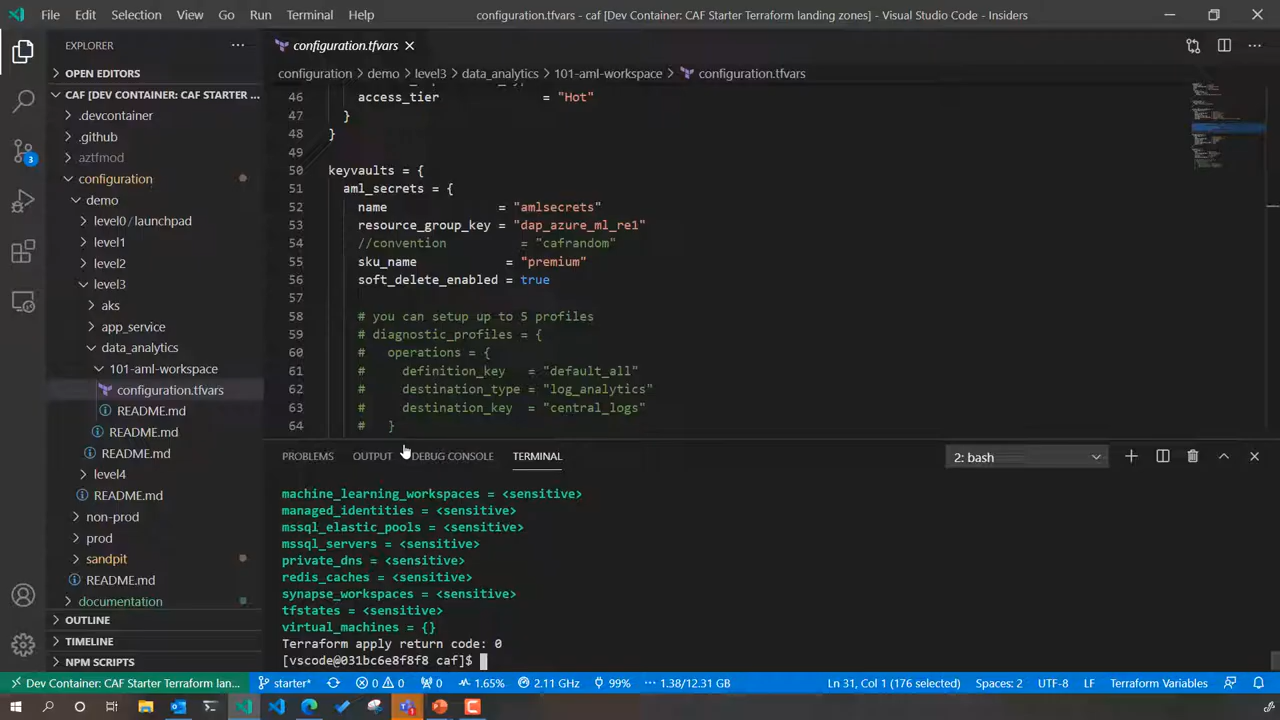 File Edit Selection View Go Run Terminal Help configuration.tfvars - caf [Dev Container: CAF Starter Terraform landing zones] - Visual Studio Code - Insiders
EXPLORER
OPEN EDITORS
CAF [DEV CONTAINER: CAF STARTER ...
.devcontainer
.github
aztfmod
configuration
demo
level0 / launchpad
level1
level2
level3
aks
app_service
data_analytics
101-aml-workspace
configuration.tfvars
README.md
README.md
README.md
level4
README.md
non-prod
prod
sandpit
README.md
documentation
OUTLINE
TIMELINE
NPM SCRIPTS
3
configuration.tfvars
configuration > demo > level3 > data_analytics > 101-aml-workspace > configuration.tfvars
46 access_tier = "Hot"
47 }
48 }
49
50 keyvaults = {
51 aml_secrets = {
52 name = "amlsecrets"
53 resource_group_key = "dap_azure_ml_re1"
54 //convention = "cafrandom"
55 sku_name = "premium"
56 soft_delete_enabled = true
57
58 # you can setup up to 5 profiles
59 # diagnostic_profiles = {
60 # operations = {
61 # definition_key = "default_all"
62 # destination_type = "log_analytics"
63 # destination_key = "central_logs"
64 # }
PROBLEMS OUTPUT DEBUG CONSOLE TERMINAL 2: bash
machine_learning_workspaces = <sensitive>
managed_identities = <sensitive>
mssql_elastic_pools = <sensitive>
mssql_servers = <sensitive>
private_dns = <sensitive>
redis_caches = <sensitive>
synapse_workspaces = <sensitive>
tfstates = <sensitive>
virtual_machines = {}
Terraform apply return code: 0
[vscode@031bc6e8f8f8 caf]$
Dev Container: CAF Starter Terraform lan... starter* 0 0 0 1.65% 2.11 GHz 99% 1.38/12.31 GB Ln 31, Col 1 (176 selected) Spaces: 2 UTF-8 LF Terraform Variables